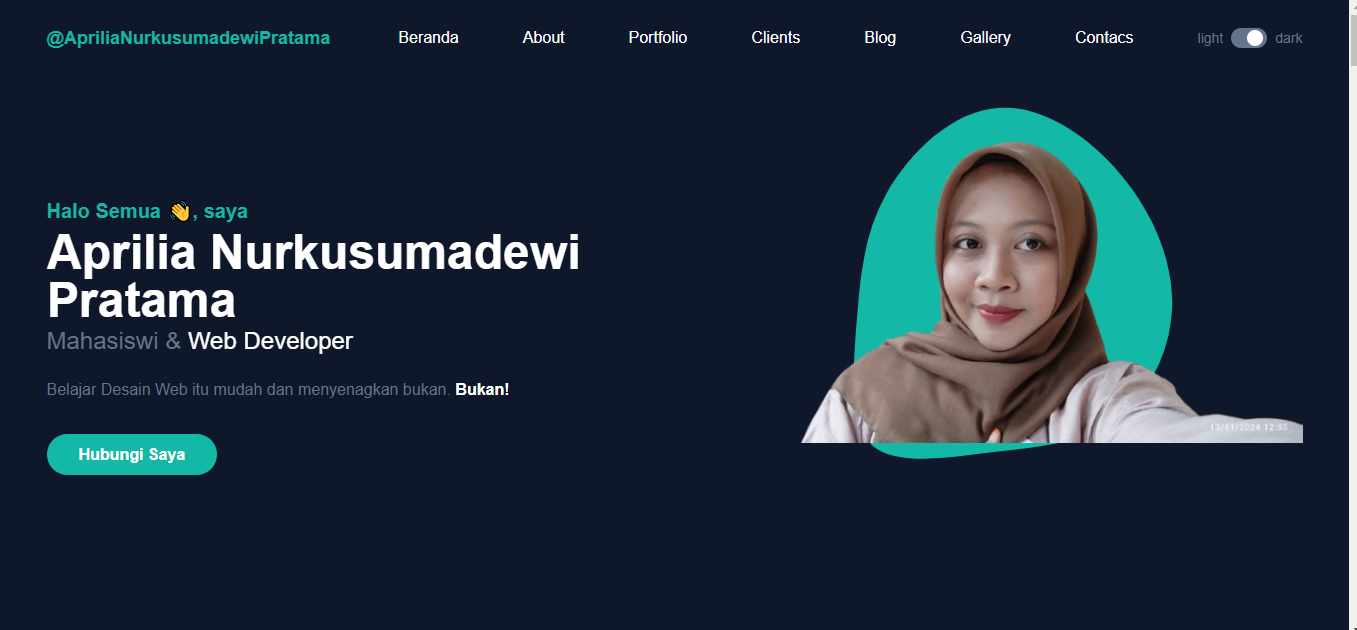 @ApriliaNurkusumadewiPratama Beranda About Portfolio Clients Blog Gallery Contacs light dark
Halo Semua 👋, saya
Aprilia Nurkusumadewi
Pratama
Mahasiswi & Web Developer
Belajar Desain Web itu mudah dan menyenagkan bukan. Bukan!
Hubungi Saya
13/11/2024 12:55